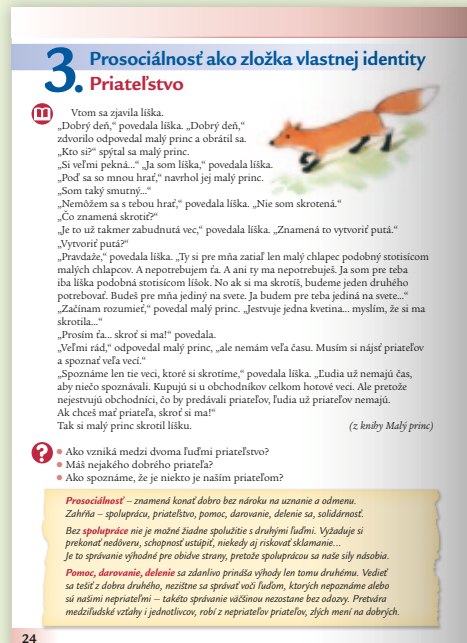 3. Prosociálnosť ako zložka vlastnej identity
Priateľstvo
Vtom sa zjavila líška.
„Dobrý deň,“ povedala líška. „Dobrý deň,“
zdvorilo odpovedal malý princ a obrátil sa.
„Kto si?“ spýtal sa malý princ.
„Si veľmi pekná...“ „Ja som líška,“ povedala líška.
„Poď sa so mnou hrať,“ navrhol jej malý princ.
„Som taký smutný...“
„Nemôžem sa s tebou hrať,“ povedala líška. „Nie som skrotená.“
„Čo znamená skrotiť?“
„Je to už takmer zabudnutá vec,“ povedala líška. „Znamená to vytvoriť putá.“
„Vytvoriť putá?“
„Pravdaže,“ povedala líška. „Ty si pre mňa zatiaľ len malý chlapec podobný stotisícom
malých chlapcov. A nepotrebujem ťa. A ani ty ma nepotrebuješ. Ja som pre teba
iba líška podobná stotisícom líšok. No ak si ma skrotíš, budeme jeden druhého
potrebovať. Budeš pre mňa jediný na svete. Ja budem pre teba jediná na svete...“
„Začínam rozumieť,“ povedal malý princ. „Jestvuje jedna kvetina... myslím, že si ma
skrotila...“
„Prosím ťa... skroť si ma!“ povedala.
„Veľmi rád,“ odpovedal malý princ, „ale nemám veľa času. Musím si nájsť priateľov
a spoznať veľa vecí.“
„Spoznáme len tie veci, ktoré si skrotíme,“ povedala líška. „Ľudia už nemajú čas,
aby niečo spoznávali. Kupujú si u obchodníkov celkom hotové veci. Ale pretože
nejestvujú obchodníci, čo by predávali priateľov, ľudia už priateľov nemajú.
Ak chceš mať priateľa, skroť si ma!“
Tak si malý princ skrotil líšku. (z knihy Malý princ)
? • Ako vzniká medzi dvoma ľuďmi priateľstvo?
• Máš nejakého dobrého priateľa?
• Ako spoznáme, že je niekto je naším priateľom?
Prosociálnosť – znamená konať dobro bez nároku na uznanie a odmenu.
Zahŕňa – spoluprácu, priateľstvo, pomoc, darovanie, delenie sa, solidárnosť.
Bez spolupráce nie je možné žiadne spolužitie s druhými ľuďmi. Vyžaduje si
prekonať nedôveru, schopnosť ustúpiť, niekedy aj riskovať sklamanie...
Je to správanie výhodné pre obidve strany, pretože spoluprácou sa naše sily násobia.
Pomoc, darovanie, delenie sa zdanlivo prináša výhody len tomu druhému. Vedieť
sa tešiť z dobra druhého, nezištne sa správať voči ľuďom, ktorých nepoznáme alebo
sú našimi nepriateľmi – takéto správanie väčšinou nezostane bez odozvy. Pretvára
medziľudské vzťahy i jednotlivcov, robí z nepriateľov priateľov, zlých mení na dobrých.
24